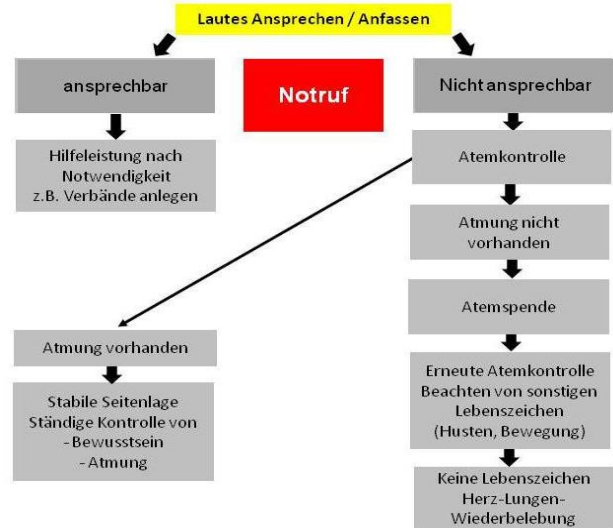 Lautes Ansprechen / Anfassen
ansprechbar
Notruf
Nicht ansprechbar
Hilfeleistung nach
Notwendigkeit
z.B. Verbände anlegen
Atemkontrolle
Atmung nicht
vorhanden
Atemspende
Atmung vorhanden
Stabile Seitenlage
Ständige Kontrolle von
- Bewusstsein
- Atmung
Erneute Atemkontrolle
Beachten von sonstigen
Lebenszeichen
(Husten, Bewegung)
Keine Lebenszeichen
Herz-Lungen-
Wiederbelebung